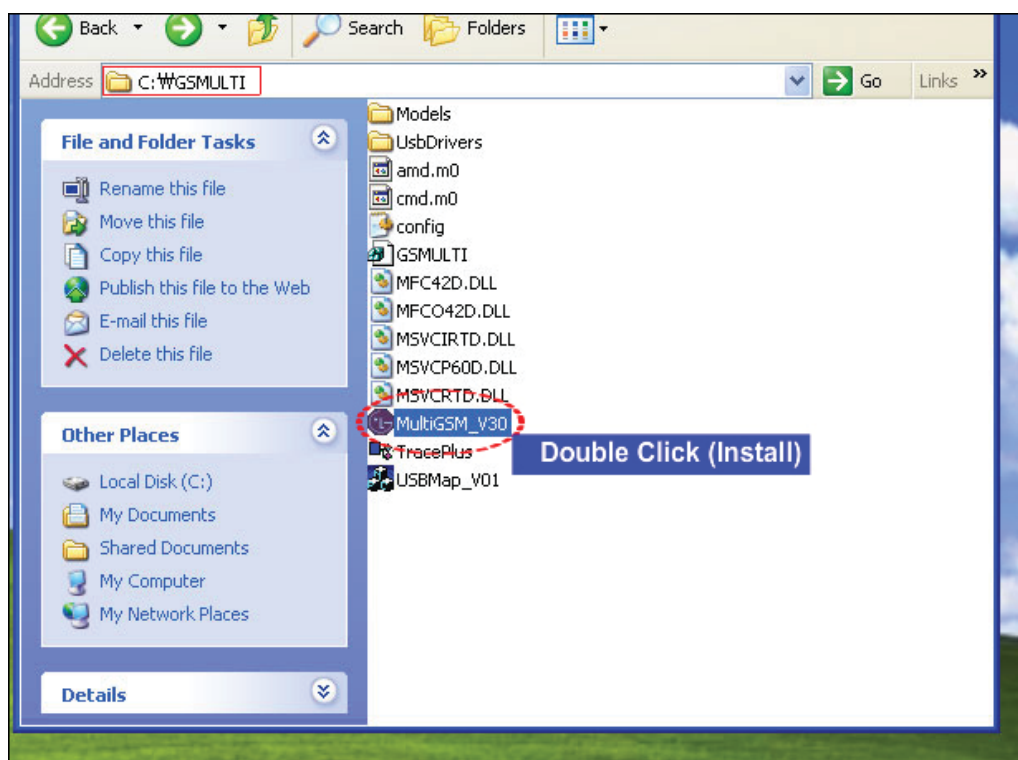 Back
Search
Folders
Address
C:₩GSMULTI
Go
Links
File and Folder Tasks
Rename this file
Move this file
Copy this file
Publish this file to the Web
E-mail this file
Delete this file
Other Places
Local Disk (C:)
My Documents
Shared Documents
My Computer
My Network Places
Details
Models
UsbDrivers
amd.m0
cmd.m0
config
GSMULTI
MFC42D.DLL
MFCO42D.DLL
MSVCIRTD.DLL
MSVCP60D.DLL
MSVCRTD.DLL
MultiGSM_V30
TracePlus
USBMap_V01
Double Click (Install)